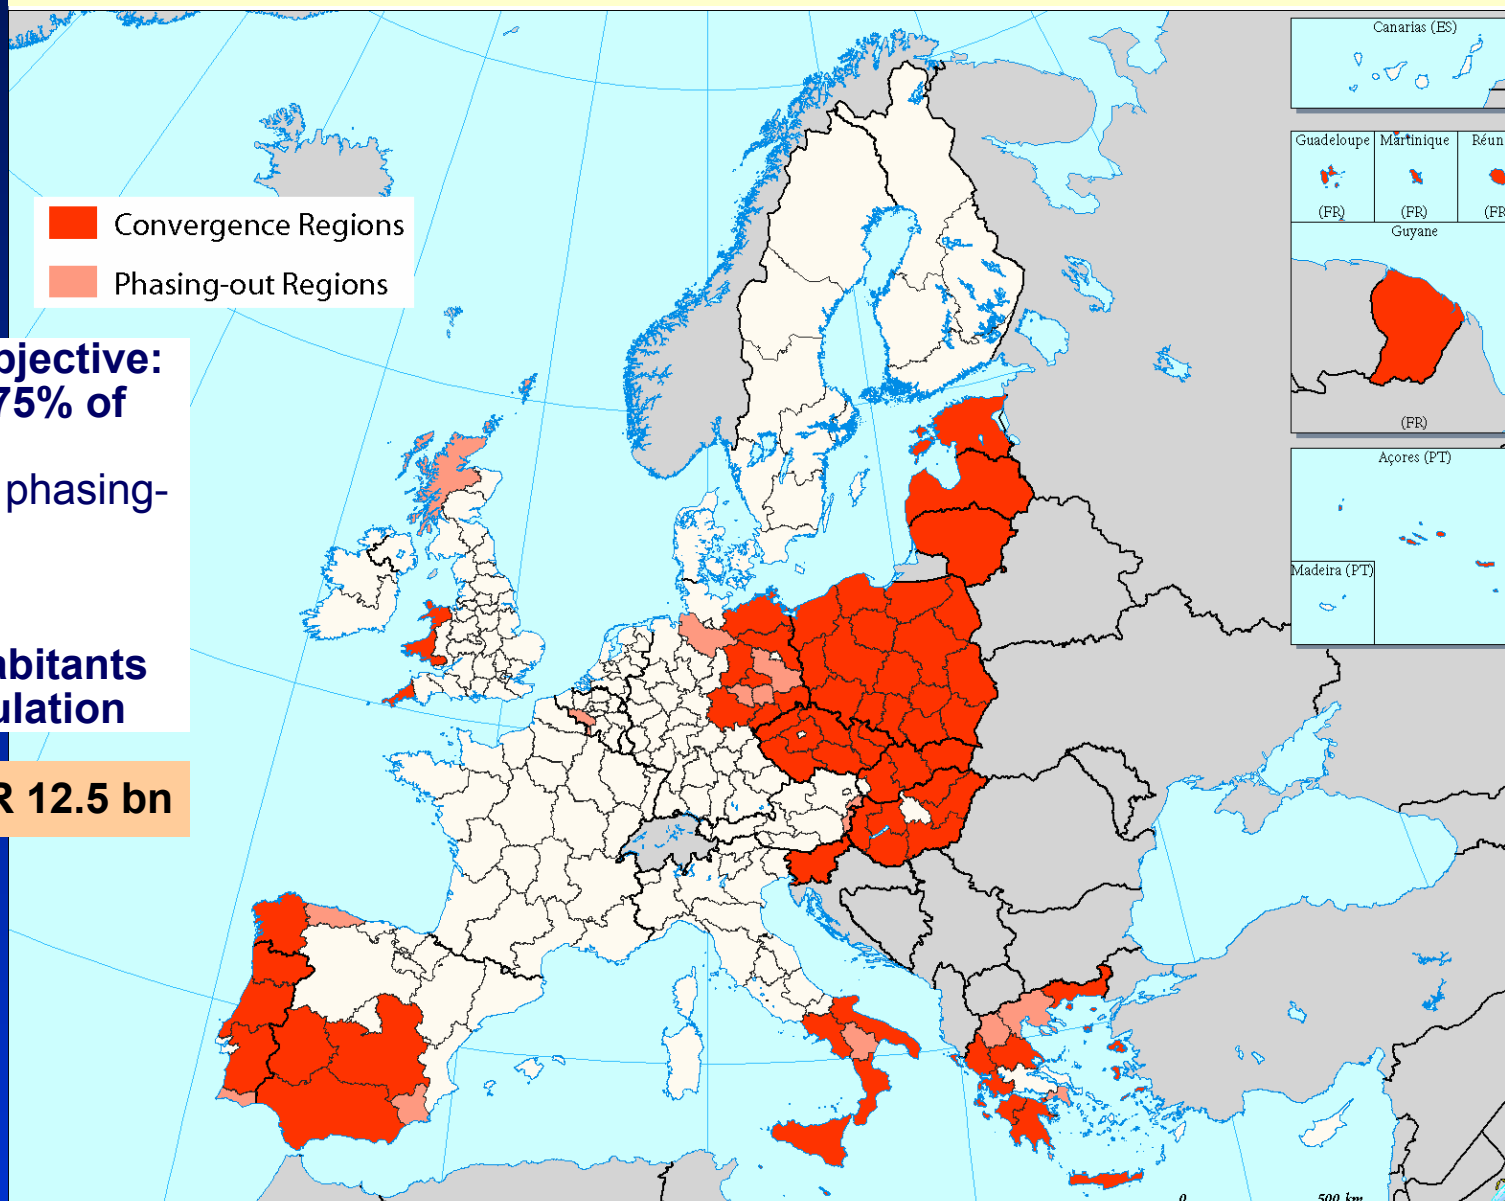 Convergence Regions
Phasing-out Regions
bjective:
75% of
phasing-
abitants
ulation
R 12.5 bn
Canarias (ES)
Guadeloupe
Martinique
Réun
(FR)
(FR)
(FR
Guyane
(FR)
Açores (PT)
Madeira (PT)
0
500 km